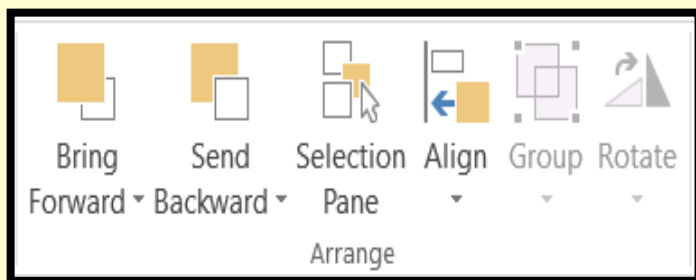 Bring Send Selection Align Group Rotate
Forward Backward Pane
Arrange